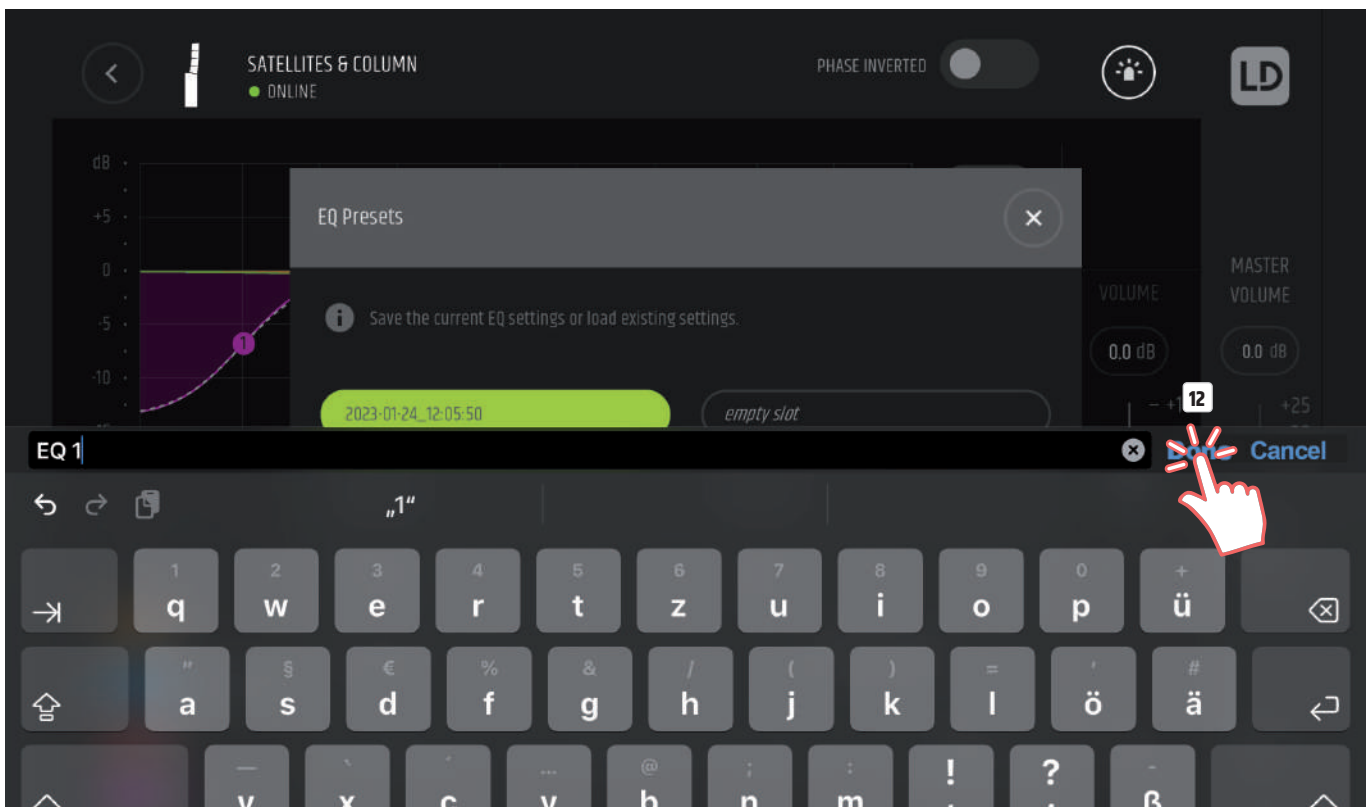 SATELLITES & COLUMN
ONLINE
PHASE INVERTED
LD
dB
+5
0
-5
-10
1
EQ Presets
i Save the current EQ settings or load existing settings.
2023-01-24_12:05:50
empty slot
VOLUME
0.0 dB
MASTER
VOLUME
0.0 dB
+25
12
EQ 1
Done Cancel
„1“
1 2 3 4 5 6 7 8 9 0 +
q w e r t z u i o p ü
" § € % & / ( ) = ' #
a s d f g h j k l ö ä
— ` ´ ... @ ; : ! ? -
y x c v b n m , . ß